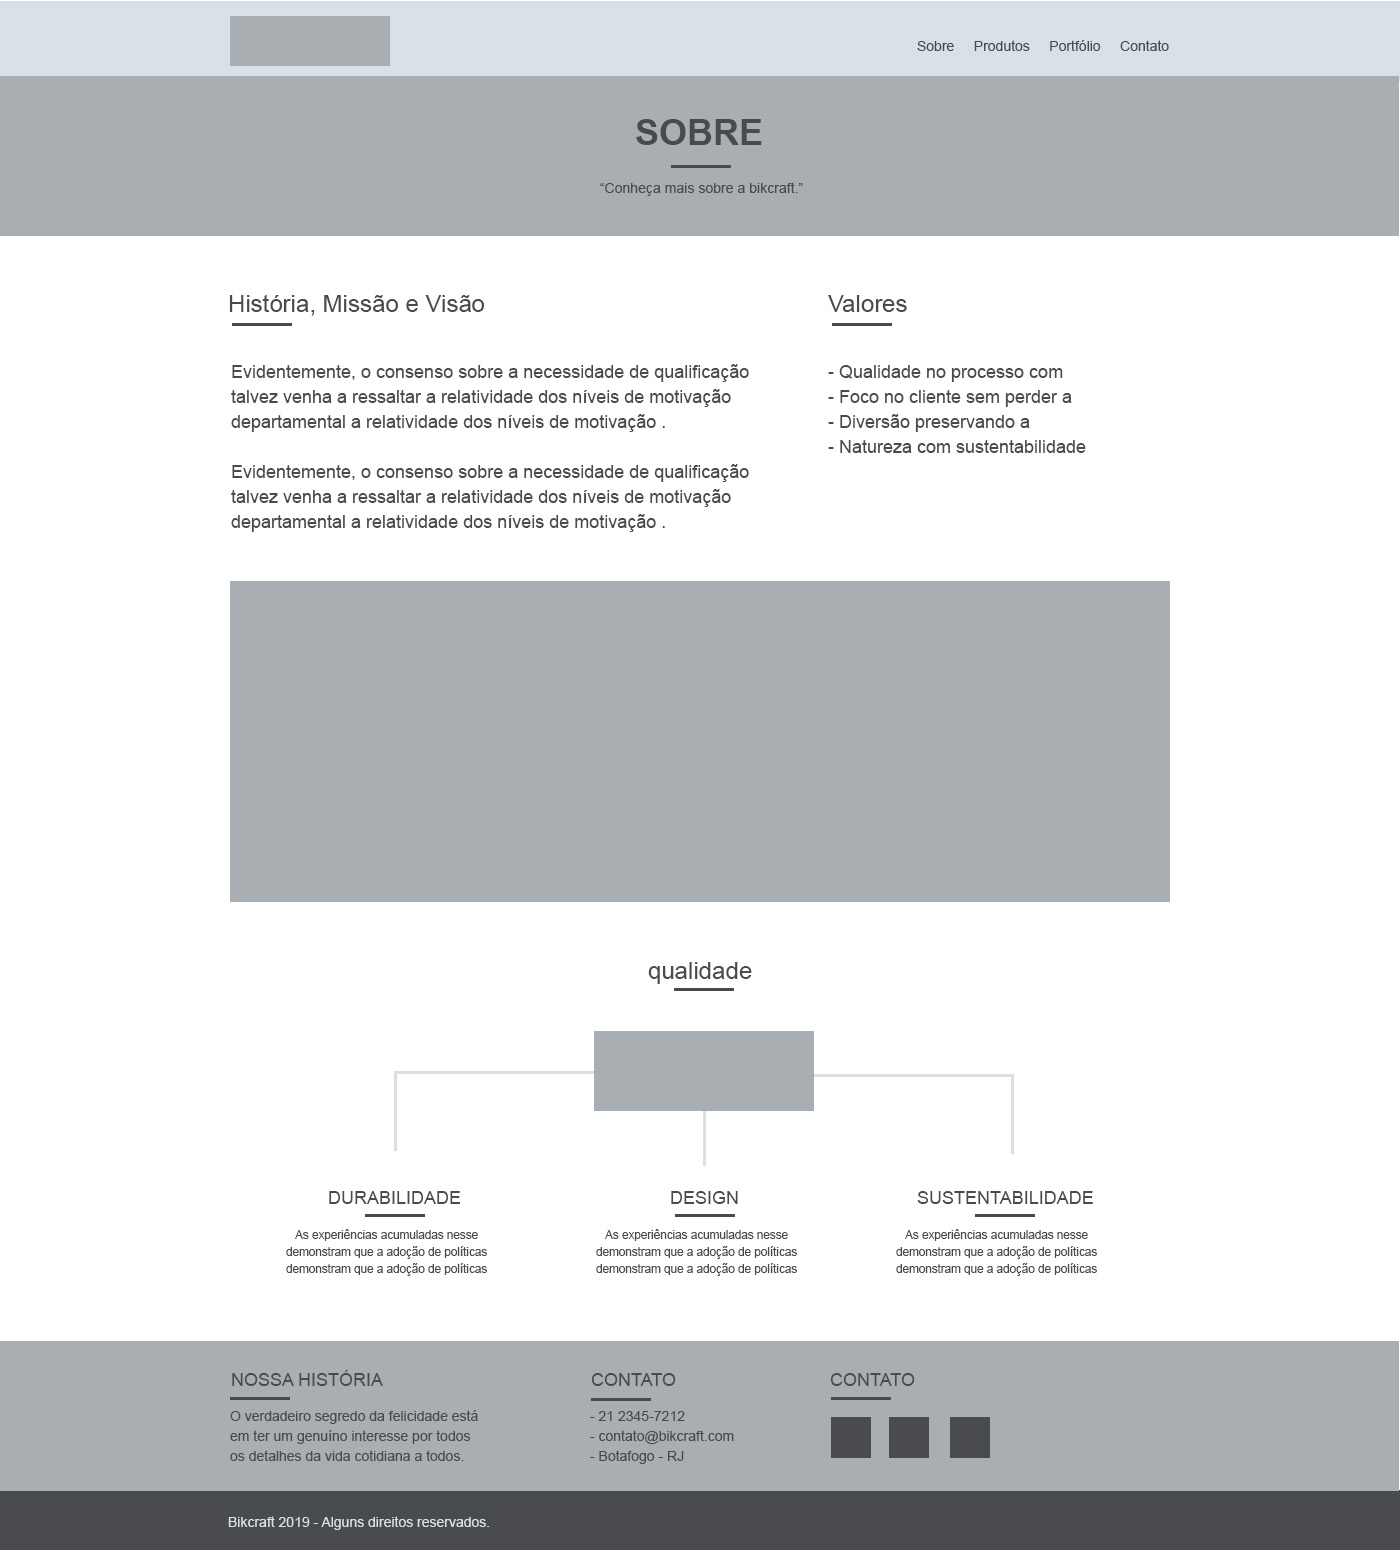 Sobre Produtos Portfólio Contato
SOBRE
“Conheça mais sobre a bikcraft.”
História, Missão e Visão
Evidentemente, o consenso sobre a necessidade de qualificação
talvez venha a ressaltar a relatividade dos níveis de motivação
departamental a relatividade dos níveis de motivação .
Evidentemente, o consenso sobre a necessidade de qualificação
talvez venha a ressaltar a relatividade dos níveis de motivação
departamental a relatividade dos níveis de motivação .
Valores
- Qualidade no processo com
- Foco no cliente sem perder a
- Diversão preservando a
- Natureza com sustentabilidade
qualidade
DURABILIDADE
As experiências acumuladas nesse
demonstram que a adoção de políticas
demonstram que a adoção de políticas
DESIGN
As experiências acumuladas nesse
demonstram que a adoção de políticas
demonstram que a adoção de políticas
SUSTENTABILIDADE
As experiências acumuladas nesse
demonstram que a adoção de políticas
demonstram que a adoção de políticas
NOSSA HISTÓRIA
O verdadeiro segredo da felicidade está
em ter um genuíno interesse por todos
os detalhes da vida cotidiana a todos.
CONTATO
- 21 2345-7212
- contato@bikcraft.com
- Botafogo - RJ
CONTATO
Bikcraft 2019 - Alguns direitos reservados.